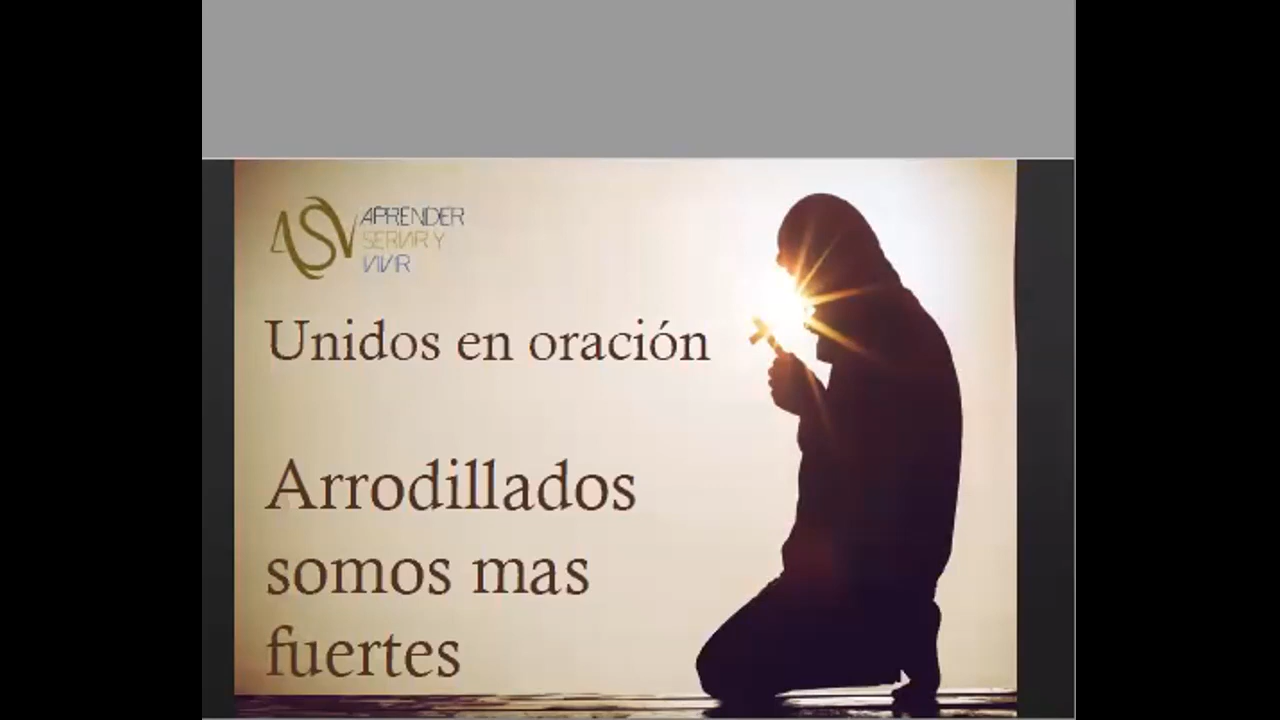 ASV
APRENDER
SERVIR Y
VIVIR
Unidos en oración
Arrodillados
somos mas
fuertes